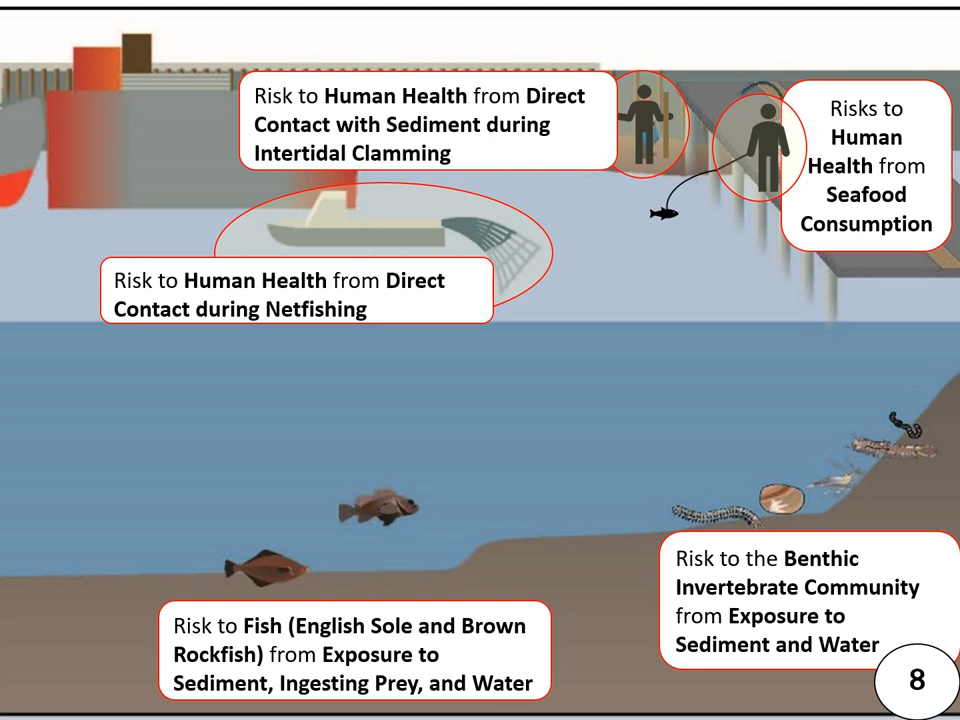 Risk to Human Health from Direct
Contact with Sediment during
Intertidal Clamming
Risks to
Human
Health from
Seafood
Consumption
Risk to Human Health from Direct
Contact during Netfishing
Risk to the Benthic
Invertebrate Community
from Exposure to
Sediment and Water
Risk to Fish (English Sole and Brown
Rockfish) from Exposure to
Sediment, Ingesting Prey, and Water
8